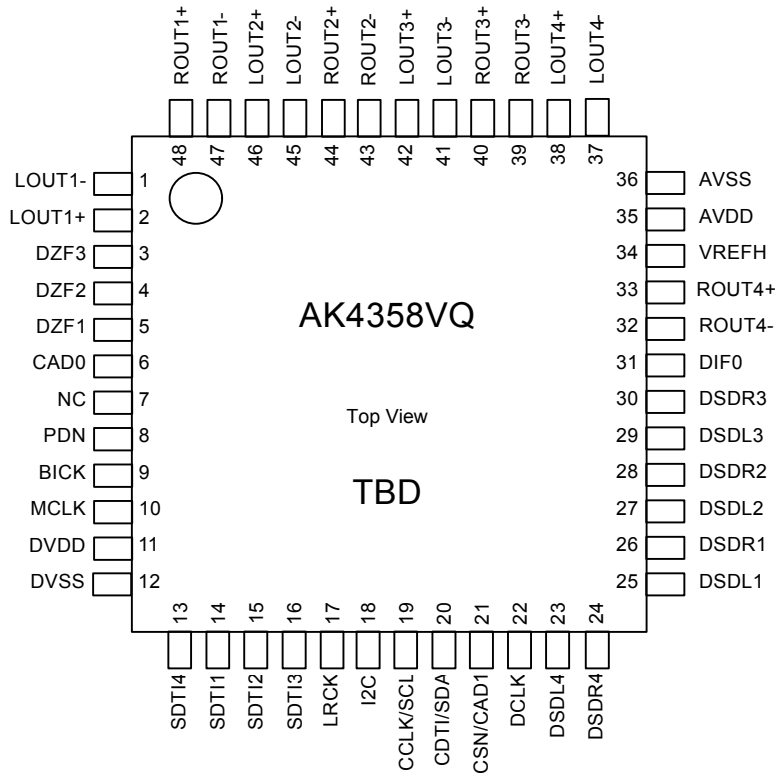 ROUT1+
ROUT1-
LOUT2+
LOUT2-
ROUT2+
ROUT2-
LOUT3+
LOUT3-
ROUT3+
ROUT3-
LOUT4+
LOUT4-
48
47
46
45
44
43
42
41
40
39
38
37
LOUT1- 1
LOUT1+ 2
DZF3 3
DZF2 4
DZF1 5
CAD0 6
NC 7
PDN 8
BICK 9
MCLK 10
DVDD 11
DVSS 12
AK4358VQ
Top View
TBD
36 AVSS
35 AVDD
34 VREFH
33 ROUT4+
32 ROUT4-
31 DIF0
30 DSDR3
29 DSDL3
28 DSDR2
27 DSDL2
26 DSDR1
25 DSDL1
13
14
15
16
17
18
19
20
21
22
23
24
SDTI4
SDTI1
SDTI2
SDTI3
LRCK
I2C
CCLK/SCL
CDTI/SDA
CSN/CAD1
DCLK
DSDL4
DSDR4